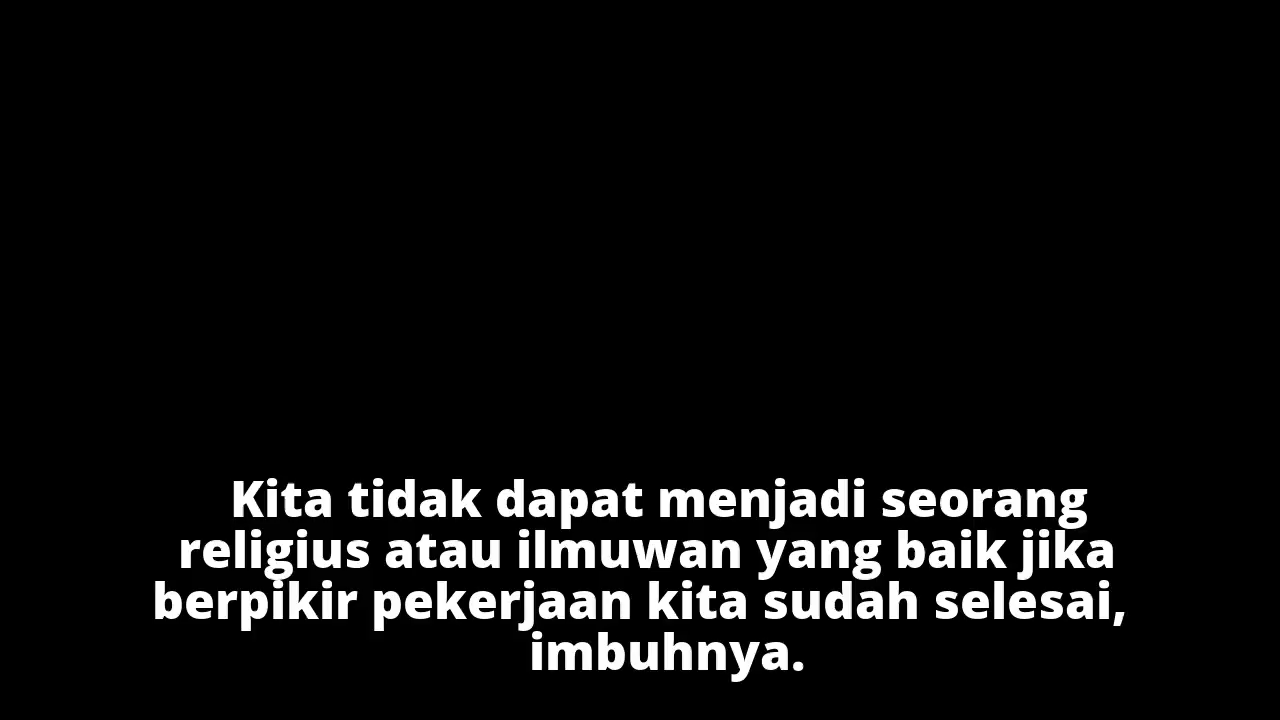 Kita tidak dapat menjadi seorang
religius atau ilmuwan yang baik jika
berpikir pekerjaan kita sudah selesai,
imbuhnya.